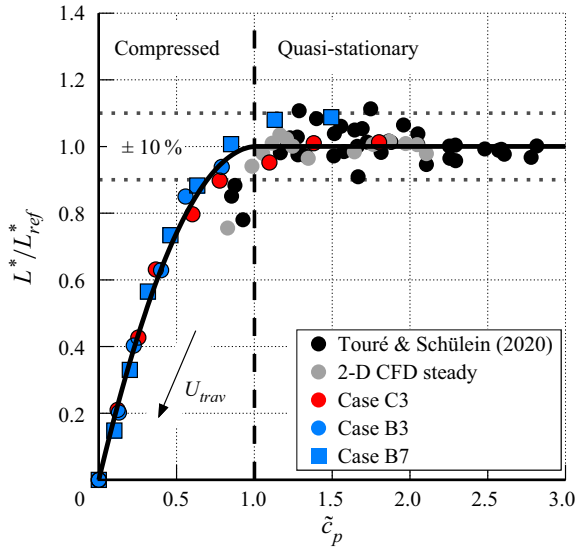 1.4
1.2
1.0
0.8
0.6
0.4
0.2
0
0.5
1.0
1.5
2.0
2.5
3.0
L*/L*ref
c̃p
Compressed
Quasi-stationary
± 10 %
Utrav
Touré & Schülein (2020)
2-D CFD steady
Case C3
Case B3
Case B7